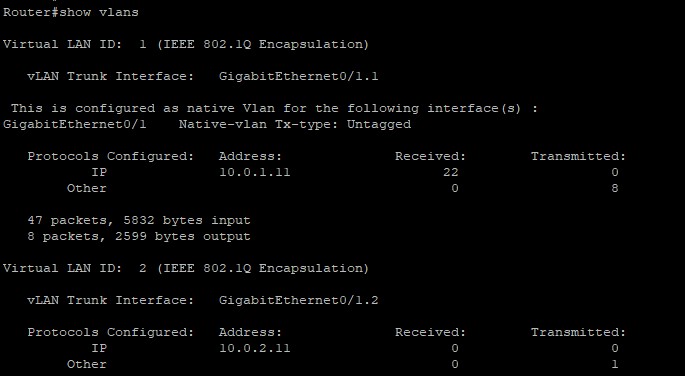 Router#show vlans
Virtual LAN ID:  1 (IEEE 802.1Q Encapsulation)
vLAN Trunk Interface:   GigabitEthernet0/1.1
This is configured as native Vlan for the following interface(s) :
GigabitEthernet0/1    Native-vlan Tx-type: Untagged
Protocols Configured:   Address:              Received:        Transmitted:
IP              10.0.1.11                   22                   0
Other                                        0                   8
47 packets, 5832 bytes input
8 packets, 2599 bytes output
Virtual LAN ID:  2 (IEEE 802.1Q Encapsulation)
vLAN Trunk Interface:   GigabitEthernet0/1.2
Protocols Configured:   Address:              Received:        Transmitted:
IP              10.0.2.11                    0                   0
Other                                        0                   1